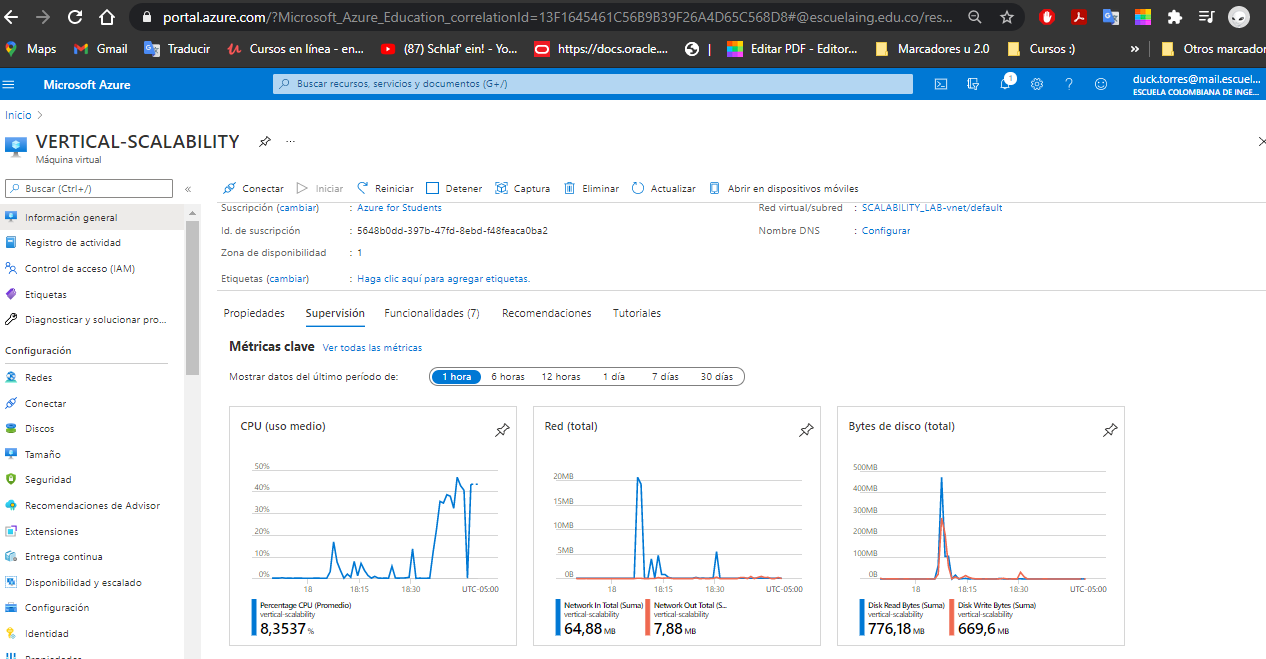 portal.azure.com/?Microsoft_Azure_Education_correlationId=13F1645461C56B9B39F26A4D65C568D8#@escuelaing.edu.co/res...
Maps Gmail Traducir Cursos en línea - en... (87) Schlaf' ein! - Yo... https://docs.oracle.... | Editar PDF - Editor... Marcadores u 2.0 Cursos :) » Otros marcador
Microsoft Azure
Buscar recursos, servicios y documentos (G+/)
1
duck.torres@mail.escuel...
ESCUELA COLOMBIANA DE INGE...
Inicio >
VERTICAL-SCALABILITY
Máquina virtual
Buscar (Ctrl+/)
«
Información general
Registro de actividad
Control de acceso (IAM)
Etiquetas
Diagnosticar y solucionar pro...
Configuración
Redes
Conectar
Discos
Tamaño
Seguridad
Recomendaciones de Advisor
Extensiones
Entrega continua
Disponibilidad y escalado
Configuración
Identidad
Propiedades
Conectar Iniciar Reiniciar Detener Captura Eliminar Actualizar Abrir en dispositivos móviles
Suscripción (cambiar) : Azure for Students
Red virtual/subred : SCALABILITY_LAB-vnet/default
Id. de suscripción : 5648b0dd-397b-47fd-8ebd-f48feaca0ba2
Nombre DNS : Configurar
Zona de disponibilidad : 1
Etiquetas (cambiar) : Haga clic aquí para agregar etiquetas.
Propiedades Supervisión Funcionalidades (7) Recomendaciones Tutoriales
Métricas clave Ver todas las métricas
Mostrar datos del último período de: 1 hora 6 horas 12 horas 1 día 7 días 30 días
CPU (uso medio)
50%
40%
30%
20%
10%
0%
18 18:15 18:30 UTC-05:00
Percentage CPU (Promedio)
vertical-scalability
8,3537 %
Red (total)
20MB
15MB
10MB
5MB
0B
18 18:15 18:30 UTC-05:00
Network In Total (Suma) Network Out Total (S...
vertical-scalability vertical-scalability
64,88 MB 7,88 MB
Bytes de disco (total)
500MB
400MB
300MB
200MB
100MB
0B
18 18:15 18:30 UTC-05:00
Disk Read Bytes (Suma) Disk Write Bytes (Suma)
vertical-scalability vertical-scalability
776,18 MB 669,6 MB